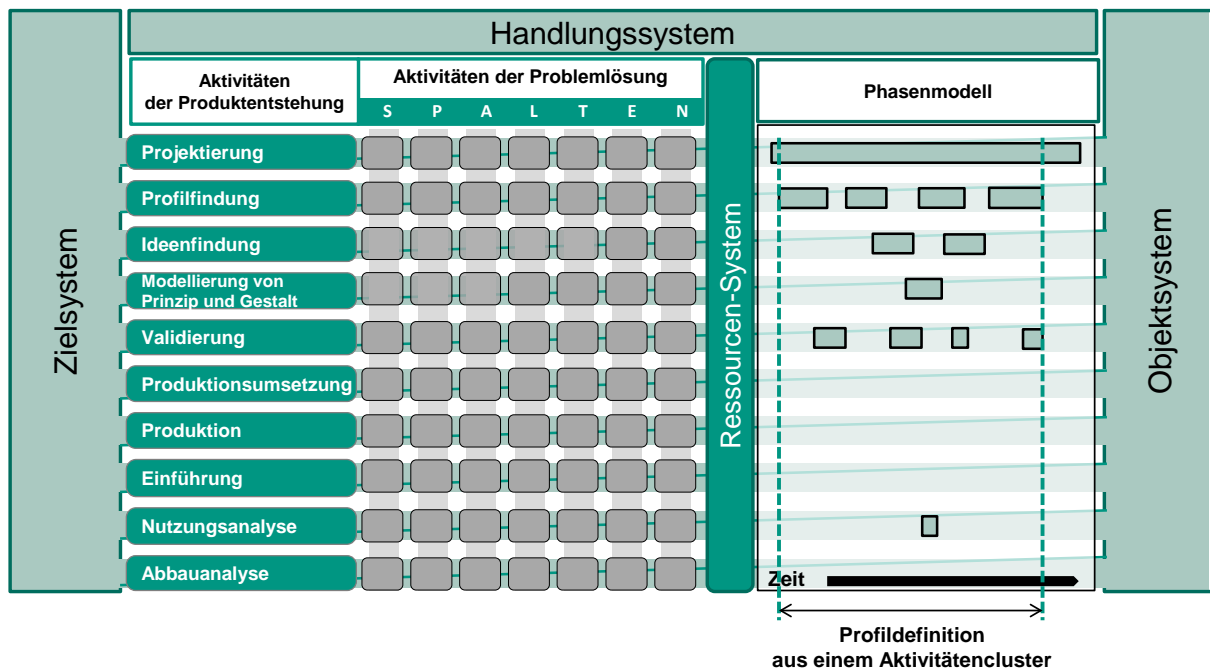 Handlungssystem
Zielsystem
Aktivitäten
der Produktentstehung
Aktivitäten der Problemlösung
S P A L T E N
Ressourcen-System
Phasenmodell
Objektsystem
Projektierung
Profilfindung
Ideenfindung
Modellierung von
Prinzip und Gestalt
Validierung
Produktionsumsetzung
Produktion
Einführung
Nutzungsanalyse
Abbauanalyse
Zeit
Profildefinition
aus einem Aktivitätencluster